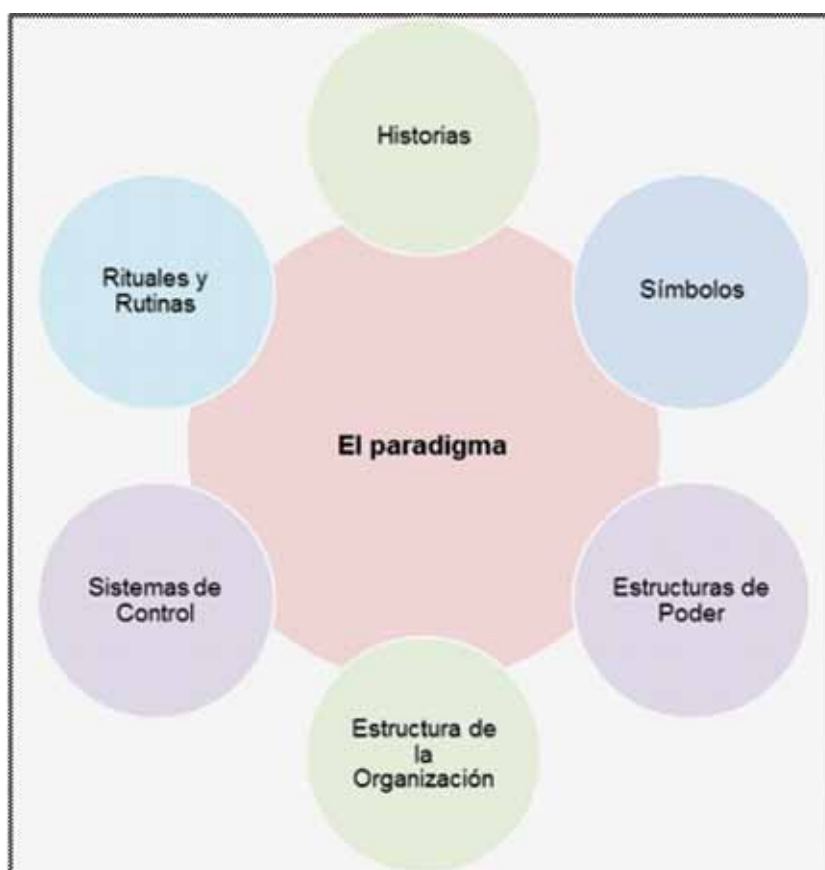 Historias
Rituales y
Rutinas
Símbolos
El paradigma
Sistemas de
Control
Estructuras de
Poder
Estructura de
la
Organización